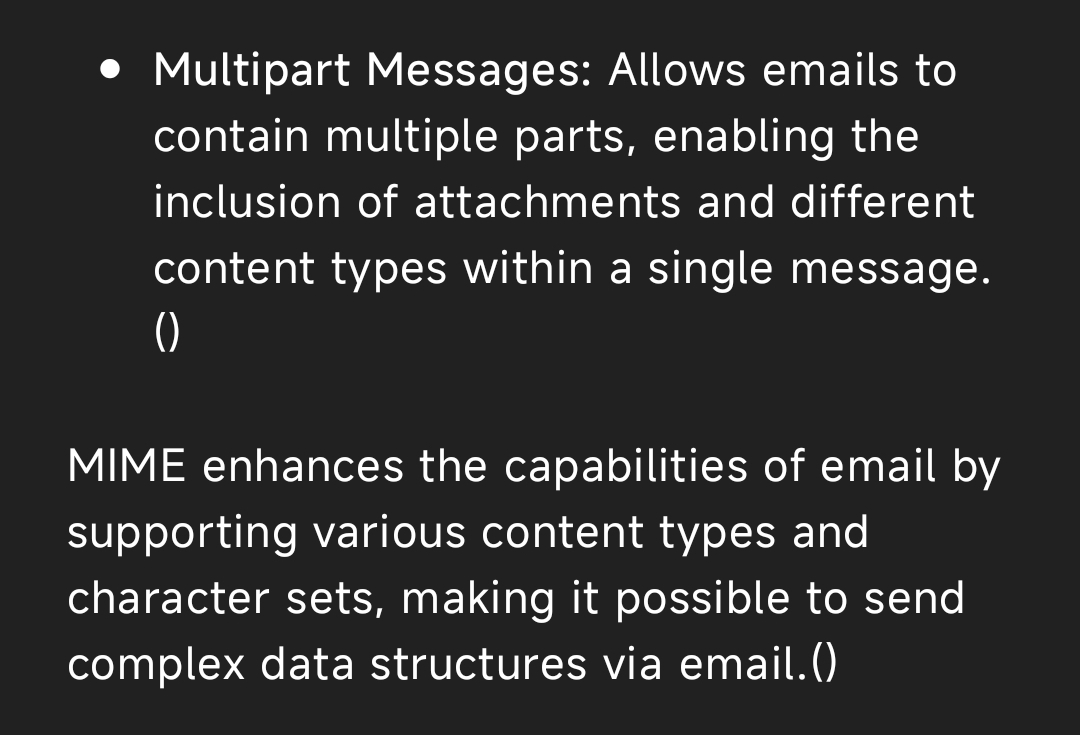 • Multipart Messages: Allows emails to
contain multiple parts, enabling the
inclusion of attachments and different
content types within a single message.
()
MIME enhances the capabilities of email by
supporting various content types and
character sets, making it possible to send
complex data structures via email.()